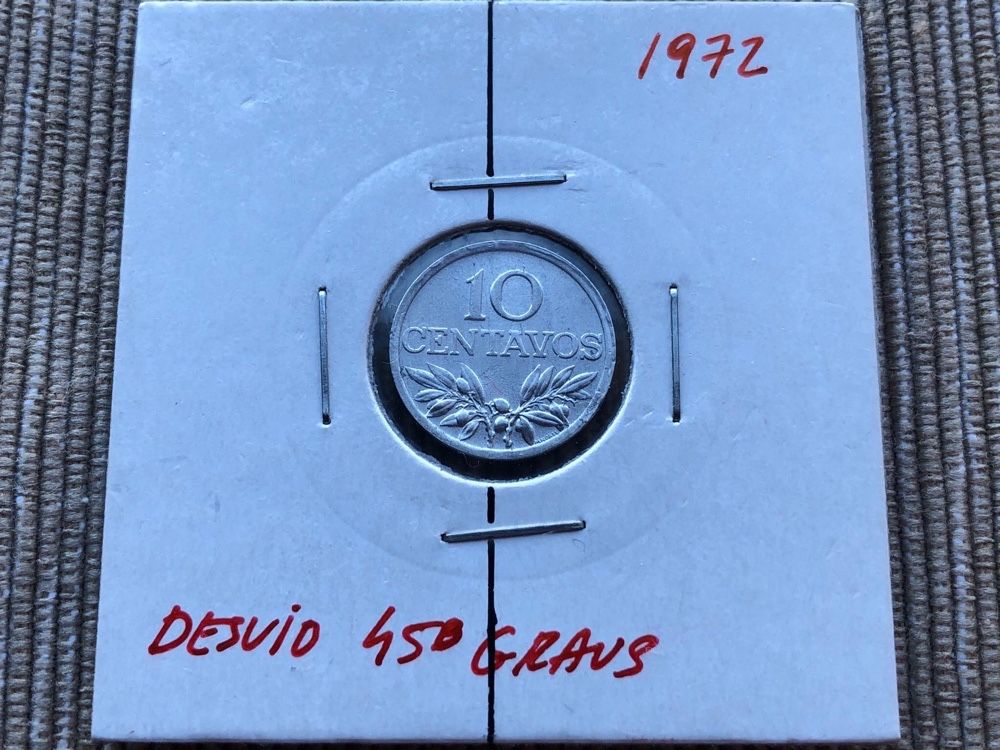 1972
10
CENTAVOS
DESVIO 45º GRAUS